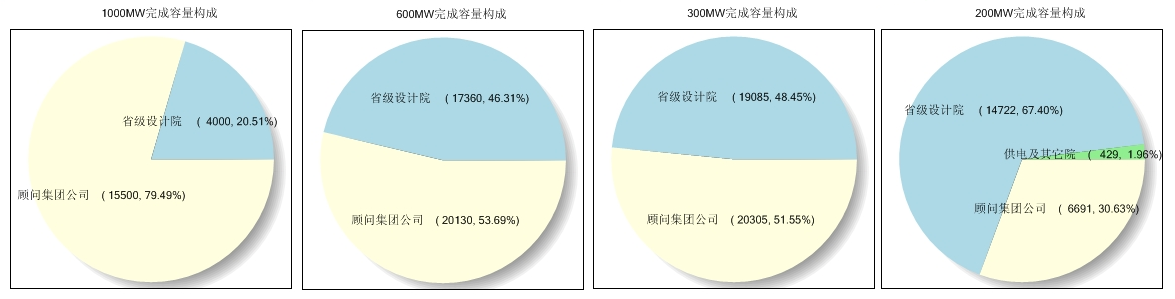 1000MW完成容量构成
省级设计院 ( 4000, 20.51%)
顾问集团公司 ( 15500, 79.49%)
600MW完成容量构成
省级设计院 ( 17360, 46.31%)
顾问集团公司 ( 20130, 53.69%)
300MW完成容量构成
省级设计院 ( 19085, 48.45%)
顾问集团公司 ( 20305, 51.55%)
200MW完成容量构成
省级设计院 ( 14722, 67.40%)
供电及其它院 ( 429, 1.96%)
顾问集团公司 ( 6691, 30.63%)